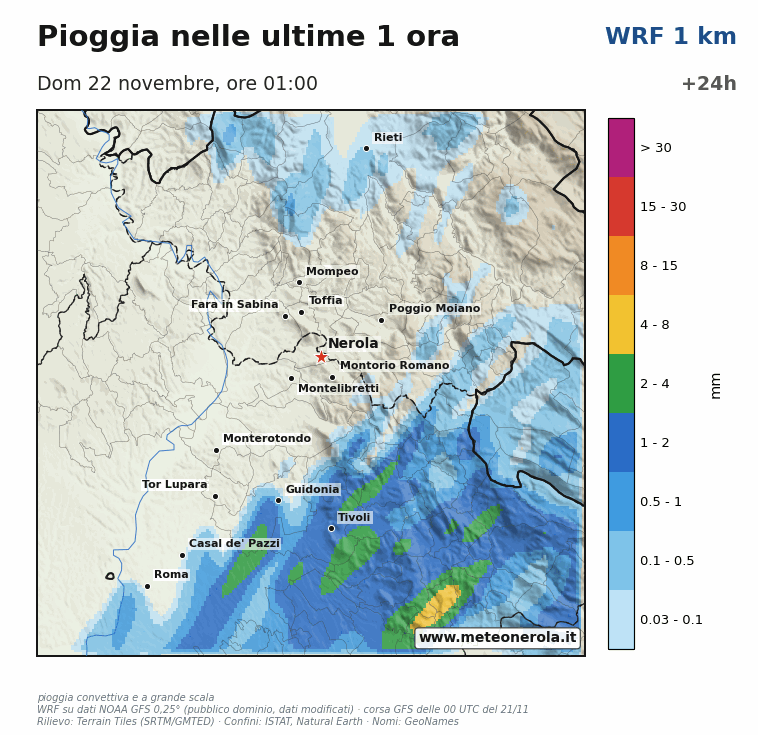 Pioggia nelle ultime 1 ora
WRF 1 km
Dom 22 novembre, ore 01:00
+24h
Rieti
Mompeo
Toffia
Fara in Sabina
Poggio Moiano
Nerola
Montorio Romano
Montelibretti
Monterotondo
Tor Lupara
Guidonia
Tivoli
Casal de' Pazzi
Roma
www.meteonerola.it
> 30
15 - 30
8 - 15
4 - 8
2 - 4
1 - 2
0.5 - 1
0.1 - 0.5
0.03 - 0.1
mm
pioggia convettiva e a grande scala
WRF su dati NOAA GFS 0,25° (pubblico dominio, dati modificati) · corsa GFS delle 00 UTC del 21/11
Rilievo: Terrain Tiles (SRTM/GMTED) · Confini: ISTAT, Natural Earth · Nomi: GeoNames